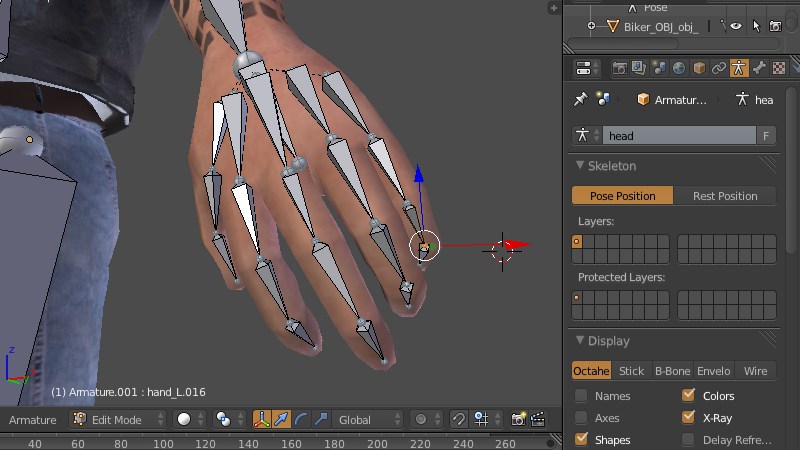 Pose
Biker_OBJ_obj_
Armatur... hea
head F
Skeleton
Pose Position Rest Position
Layers:
Protected Layers:
Display
Octahe Stick B-Bone Envelo Wire
Names Colors
Axes X-Ray
Shapes Delay Refre...
z
(1) Armature.001 : hand_L.016
Armature Edit Mode Global
40 60 80 100 120 140 160 180 200 220 240 260